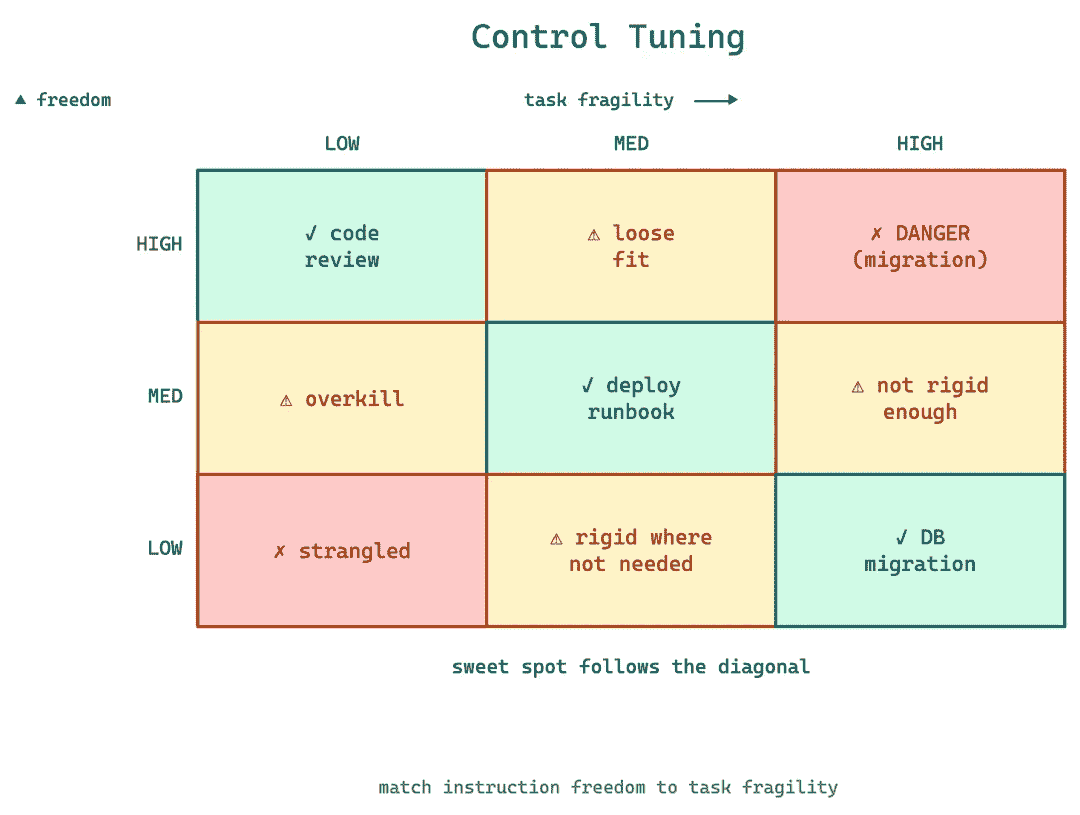 Control Tuning
▲ freedom
task fragility →
LOW
MED
HIGH
HIGH
✓ code
review
⚠ loose
fit
✗ DANGER
(migration)
MED
⚠ overkill
✓ deploy
runbook
⚠ not rigid
enough
LOW
✗ strangled
⚠ rigid where
not needed
✓ DB
migration
sweet spot follows the diagonal
match instruction freedom to task fragility